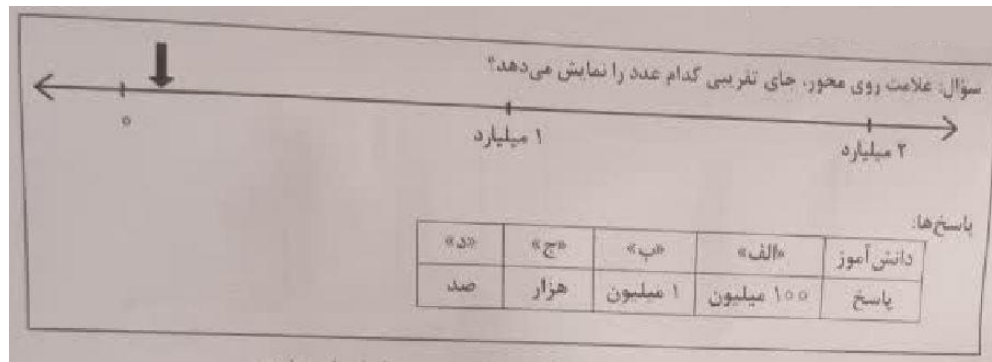 سؤال: علامت روی محور، جای تقریبی کدام عدد را نمایش می‌دهد؟
۰ ۱ میلیارد ۲ میلیارد
پاسخ‌ها:
دانش‌آموز «الف» «ب» «ج» «د»
پاسخ ۱۰۰ میلیون ۱ میلیون هزار صد